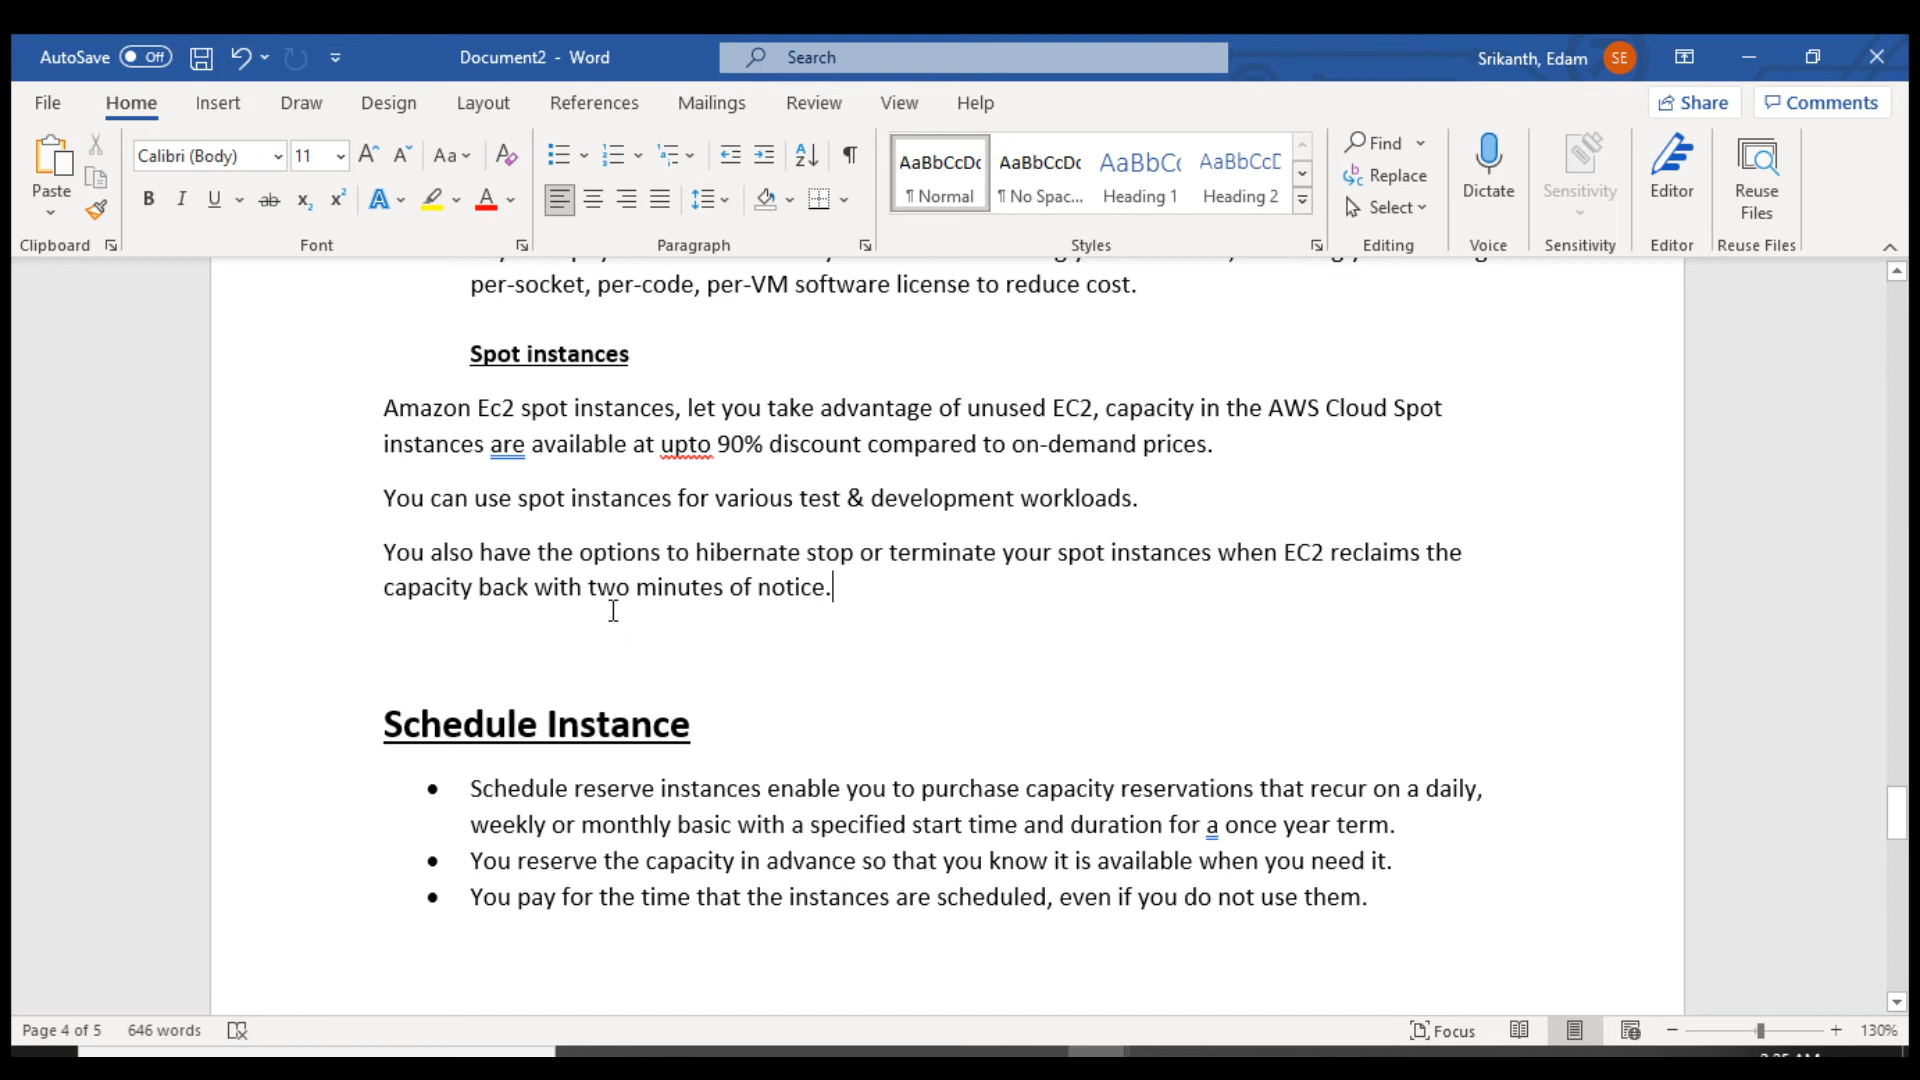 AutoSave Off Document2 - Word Search Srikanth, Edam SE
File Home Insert Draw Design Layout References Mailings Review View Help Share Comments
Paste
Clipboard
Calibri (Body) 11 Aa
B I U ab x₂ x² A A
Font
Paragraph
AaBbCcDc AaBbCcDc AaBbCc AaBbCcD
¶ Normal ¶ No Spac... Heading 1 Heading 2
Styles
Find
Replace
Select
Editing
Dictate
Voice
Sensitivity
Sensitivity
Editor
Editor
Reuse
Files
Reuse Files
per-socket, per-code, per-VM software license to reduce cost.
Spot instances
Amazon Ec2 spot instances, let you take advantage of unused EC2, capacity in the AWS Cloud Spot
instances are available at upto 90% discount compared to on-demand prices.
You can use spot instances for various test & development workloads.
You also have the options to hibernate stop or terminate your spot instances when EC2 reclaims the
capacity back with two minutes of notice.
Schedule Instance
• Schedule reserve instances enable you to purchase capacity reservations that recur on a daily,
weekly or monthly basic with a specified start time and duration for a once year term.
• You reserve the capacity in advance so that you know it is available when you need it.
• You pay for the time that the instances are scheduled, even if you do not use them.
Page 4 of 5 646 words Focus 130%